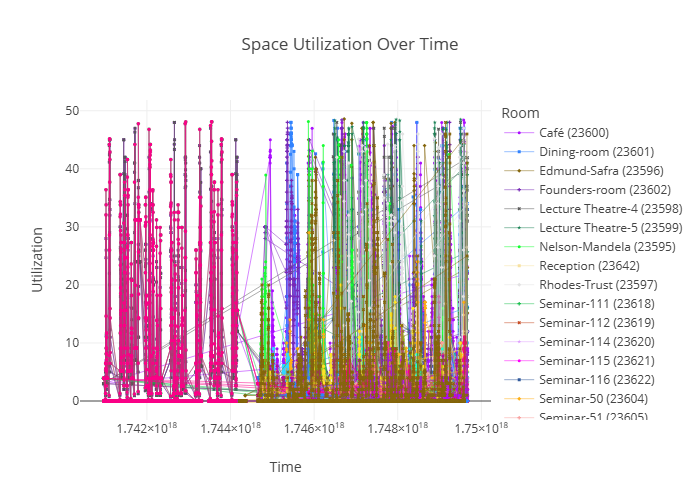 Space Utilization Over Time
Room
Café (23600)
Dining-room (23601)
Edmund-Safra (23596)
Founders-room (23602)
Lecture Theatre-4 (23598)
Lecture Theatre-5 (23599)
Nelson-Mandela (23595)
Reception (23642)
Rhodes-Trust (23597)
Seminar-111 (23618)
Seminar-112 (23619)
Seminar-114 (23620)
Seminar-115 (23621)
Seminar-116 (23622)
Seminar-50 (23604)
Seminar-51 (23605)
Utilization
50
40
30
20
10
0
1.742×10¹⁸ 1.744×10¹⁸ 1.746×10¹⁸ 1.748×10¹⁸ 1.75×10¹⁸
Time